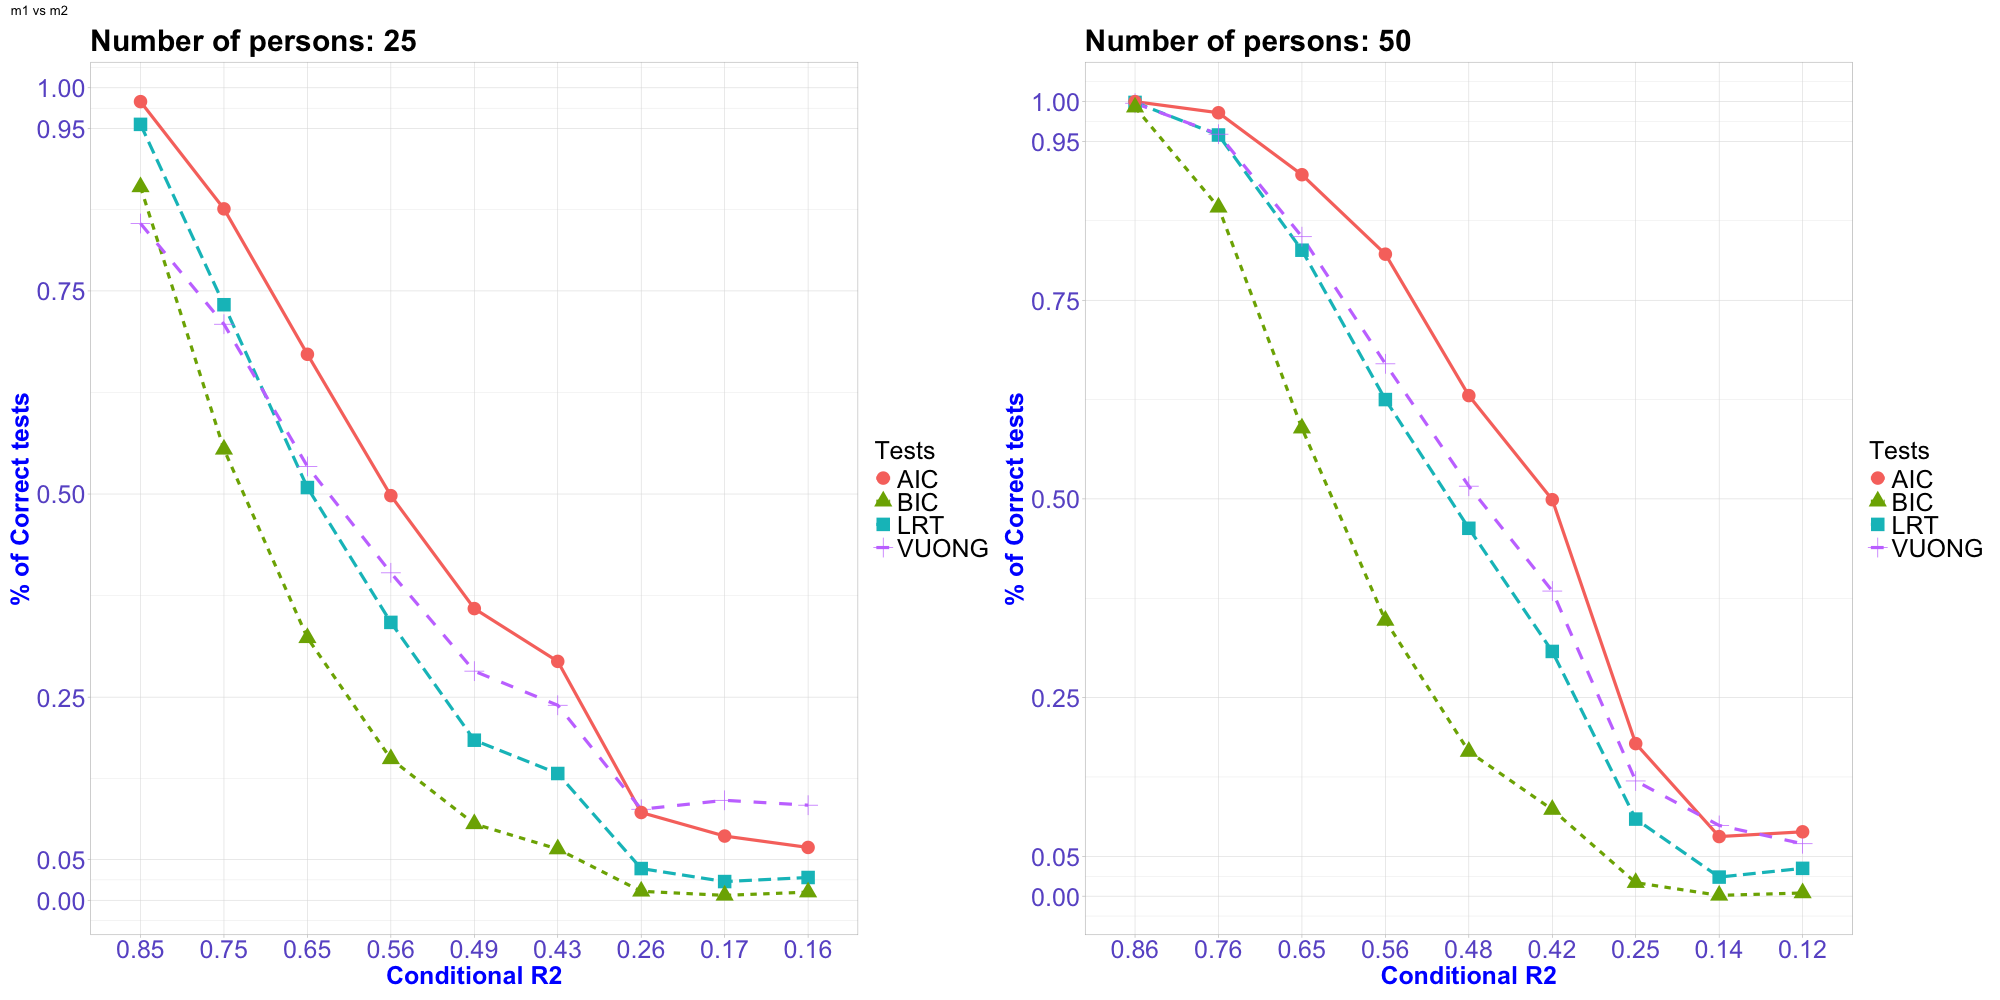 m1 vs m2
Number of persons: 25
1.00
0.95
0.75
0.50
0.25
0.05
0.00
% of Correct tests
0.85 0.75 0.65 0.56 0.49 0.43 0.26 0.17 0.16
Conditional R2
Tests
AIC
BIC
LRT
VUONG
Number of persons: 50
1.00
0.95
0.75
0.50
0.25
0.05
0.00
% of Correct tests
0.86 0.76 0.65 0.56 0.48 0.42 0.25 0.14 0.12
Conditional R2
Tests
AIC
BIC
LRT
VUONG